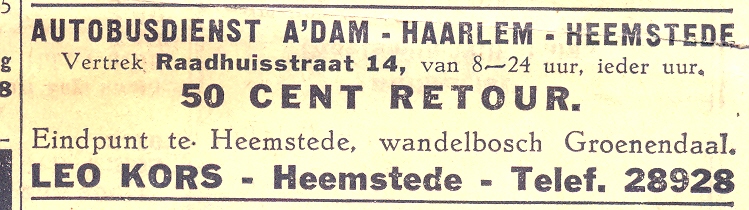 AUTOBUSDIENST A'DAM - HAARLEM - HEEMSTEDE
Vertrek Raadhuisstraat 14, van 8—24 uur, ieder uur.
50 CENT RETOUR.
Eindpunt te Heemstede, wandelbosch Groenendaal.
LEO KORS - Heemstede - Telef. 28928